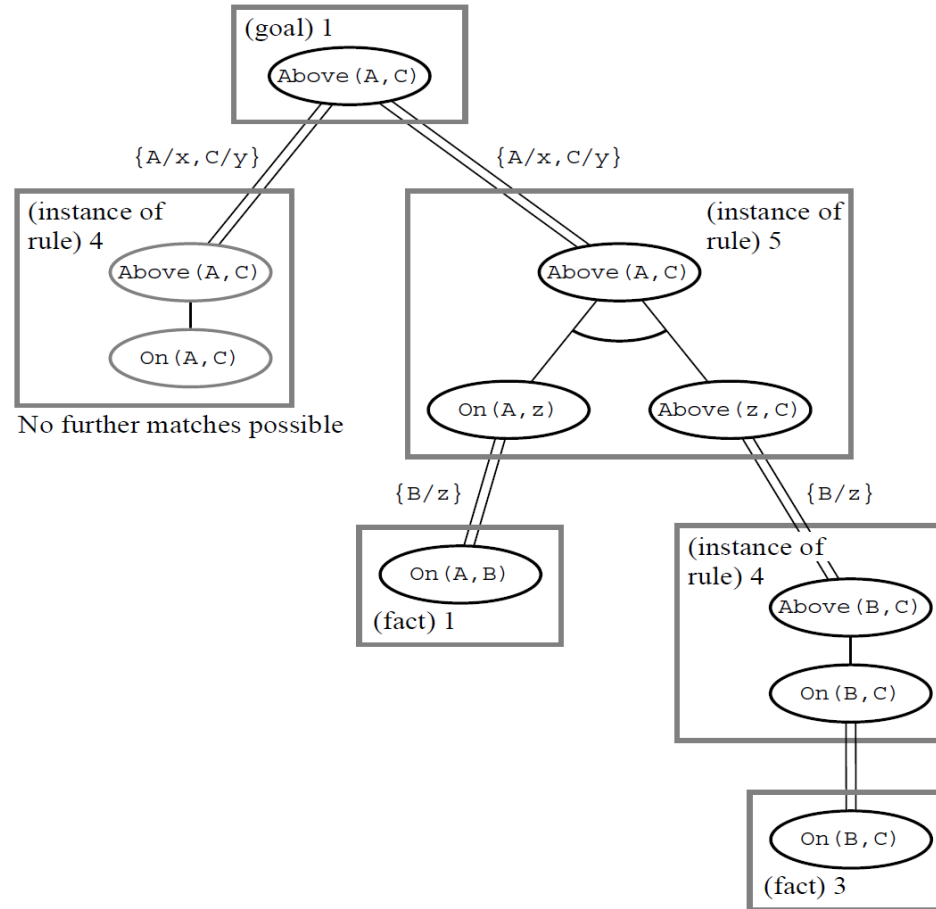 (goal) 1
Above(A,C)
{A/x,C/y}
{A/x,C/y}
(instance of
rule) 4
Above(A,C)
On(A,C)
No further matches possible
(instance of
rule) 5
Above(A,C)
On(A,z)
Above(z,C)
{B/z}
{B/z}
On(A,B)
(fact) 1
(instance of
rule) 4
Above(B,C)
On(B,C)
On(B,C)
(fact) 3